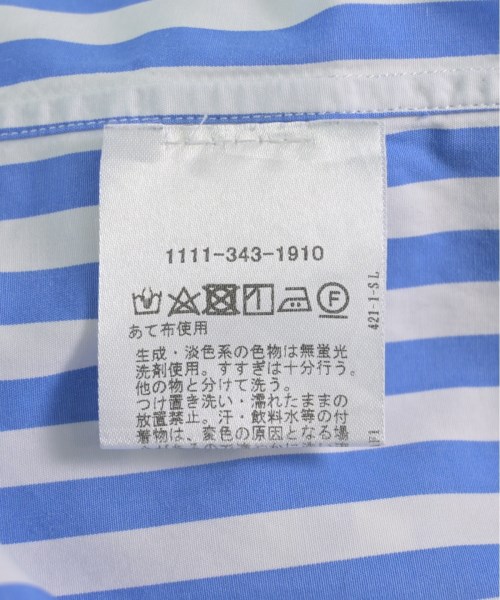 1111-343-1910
F
あて布使用
生成・淡色系の色物は無蛍光
洗剤使用。すすぎは十分行う。
他の物と分けて洗う。
つけ置き洗い・濡れたままの
放置禁止。汗・飲料水等の付
着物は、変色の原因となる場
421-1-SL